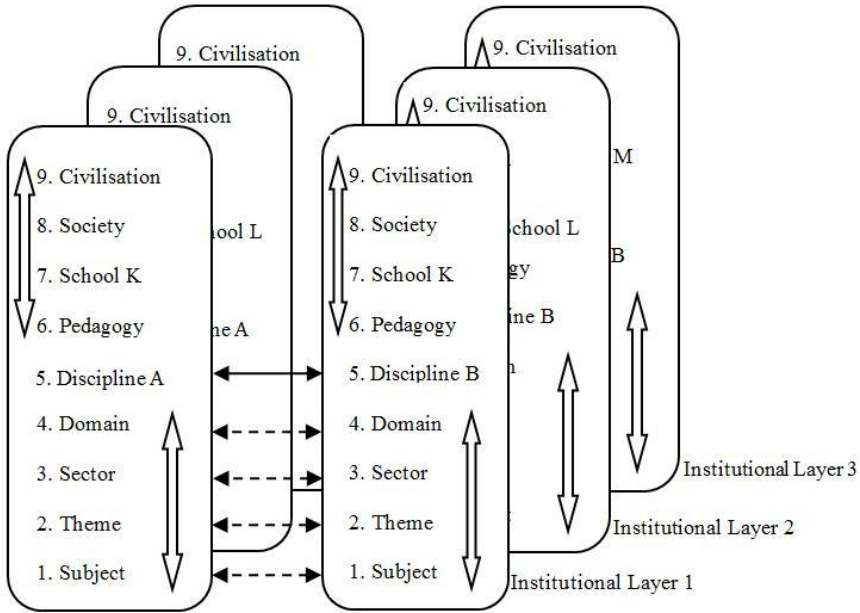 9. Civilisation
9. Civilisation
9. Civilisation
9. Civilisation
9. Civilisation
9. Civilisation
M
8. Society
8. Society
School L
7. School K
7. School K
B
6. Pedagogy
6. Pedagogy
ine B
5. Discipline A
5. Discipline B
4. Domain
4. Domain
3. Sector
3. Sector
Institutional Layer 3
2. Theme
2. Theme
Institutional Layer 2
1. Subject
1. Subject
Institutional Layer 1